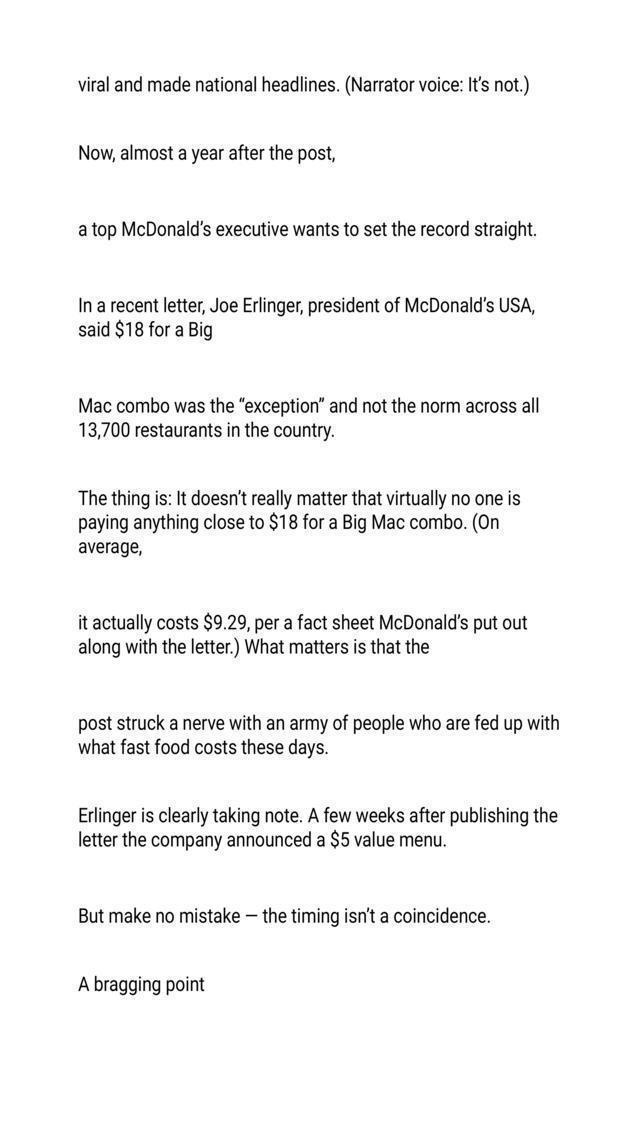 viral and made national headlines. (Narrator voice: It’s not.)
Now, almost a year after the post,
a top McDonald’s executive wants to set the record straight.
In a recent letter, Joe Erlinger, president of McDonald’s USA,
said $18 for a Big
Mac combo was the “exception” and not the norm across all
13,700 restaurants in the country.
The thing is: It doesn’t really matter that virtually no one is
paying anything close to $18 for a Big Mac combo. (On
average,
it actually costs $9.29, per a fact sheet McDonald’s put out
along with the letter.) What matters is that the
post struck a nerve with an army of people who are fed up with
what fast food costs these days.
Erlinger is clearly taking note. A few weeks after publishing the
letter the company announced a $5 value menu.
But make no mistake — the timing isn’t a coincidence.
A bragging point